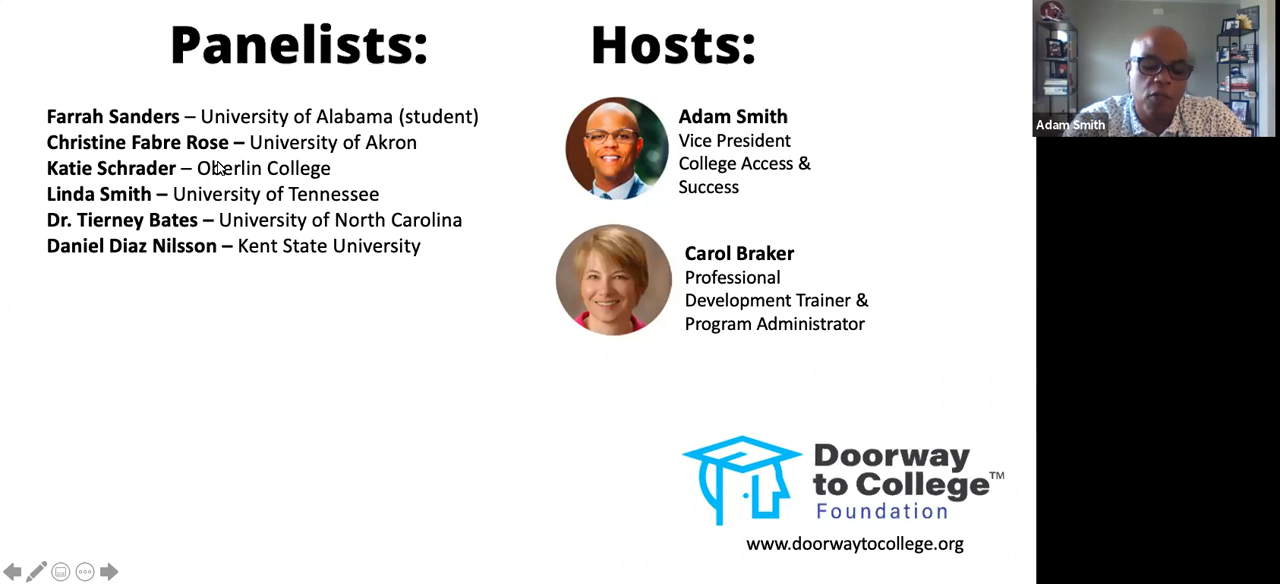 Panelists:
Farrah Sanders – University of Alabama (student)
Christine Fabre Rose – University of Akron
Katie Schrader – Oberlin College
Linda Smith – University of Tennessee
Dr. Tierney Bates – University of North Carolina
Daniel Diaz Nilsson – Kent State University
Hosts:
Adam Smith
Vice President
College Access &
Success
Carol Braker
Professional
Development Trainer &
Program Administrator
Doorway
to College™
Foundation
www.doorwaytocollege.org
Adam Smith